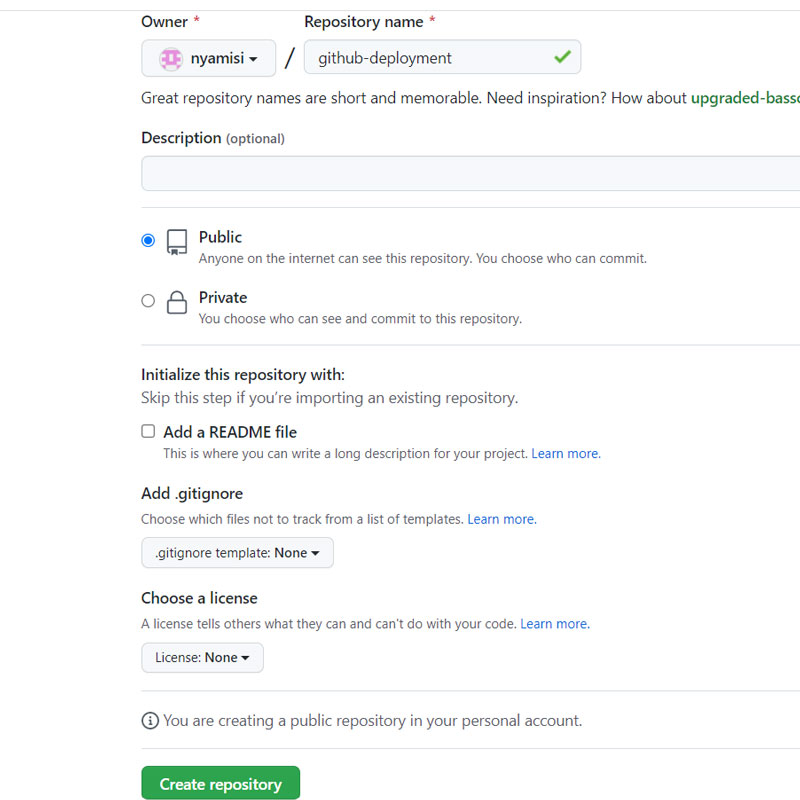 Owner * Repository name *
nyamisi / github-deployment
Great repository names are short and memorable. Need inspiration? How about
Description (optional)
Public
Anyone on the internet can see this repository. You choose who can commit.
Private
You choose who can see and commit to this repository.
Initialize this repository with:
Skip this step if you're importing an existing repository.
Add a README file
This is where you can write a long description for your project. Learn more.
Add .gitignore
Choose which files not to track from a list of templates. Learn more.
.gitignore template: None
Choose a license
A license tells others what they can and can't do with your code. Learn more.
License: None
You are creating a public repository in your personal account.
Create repository